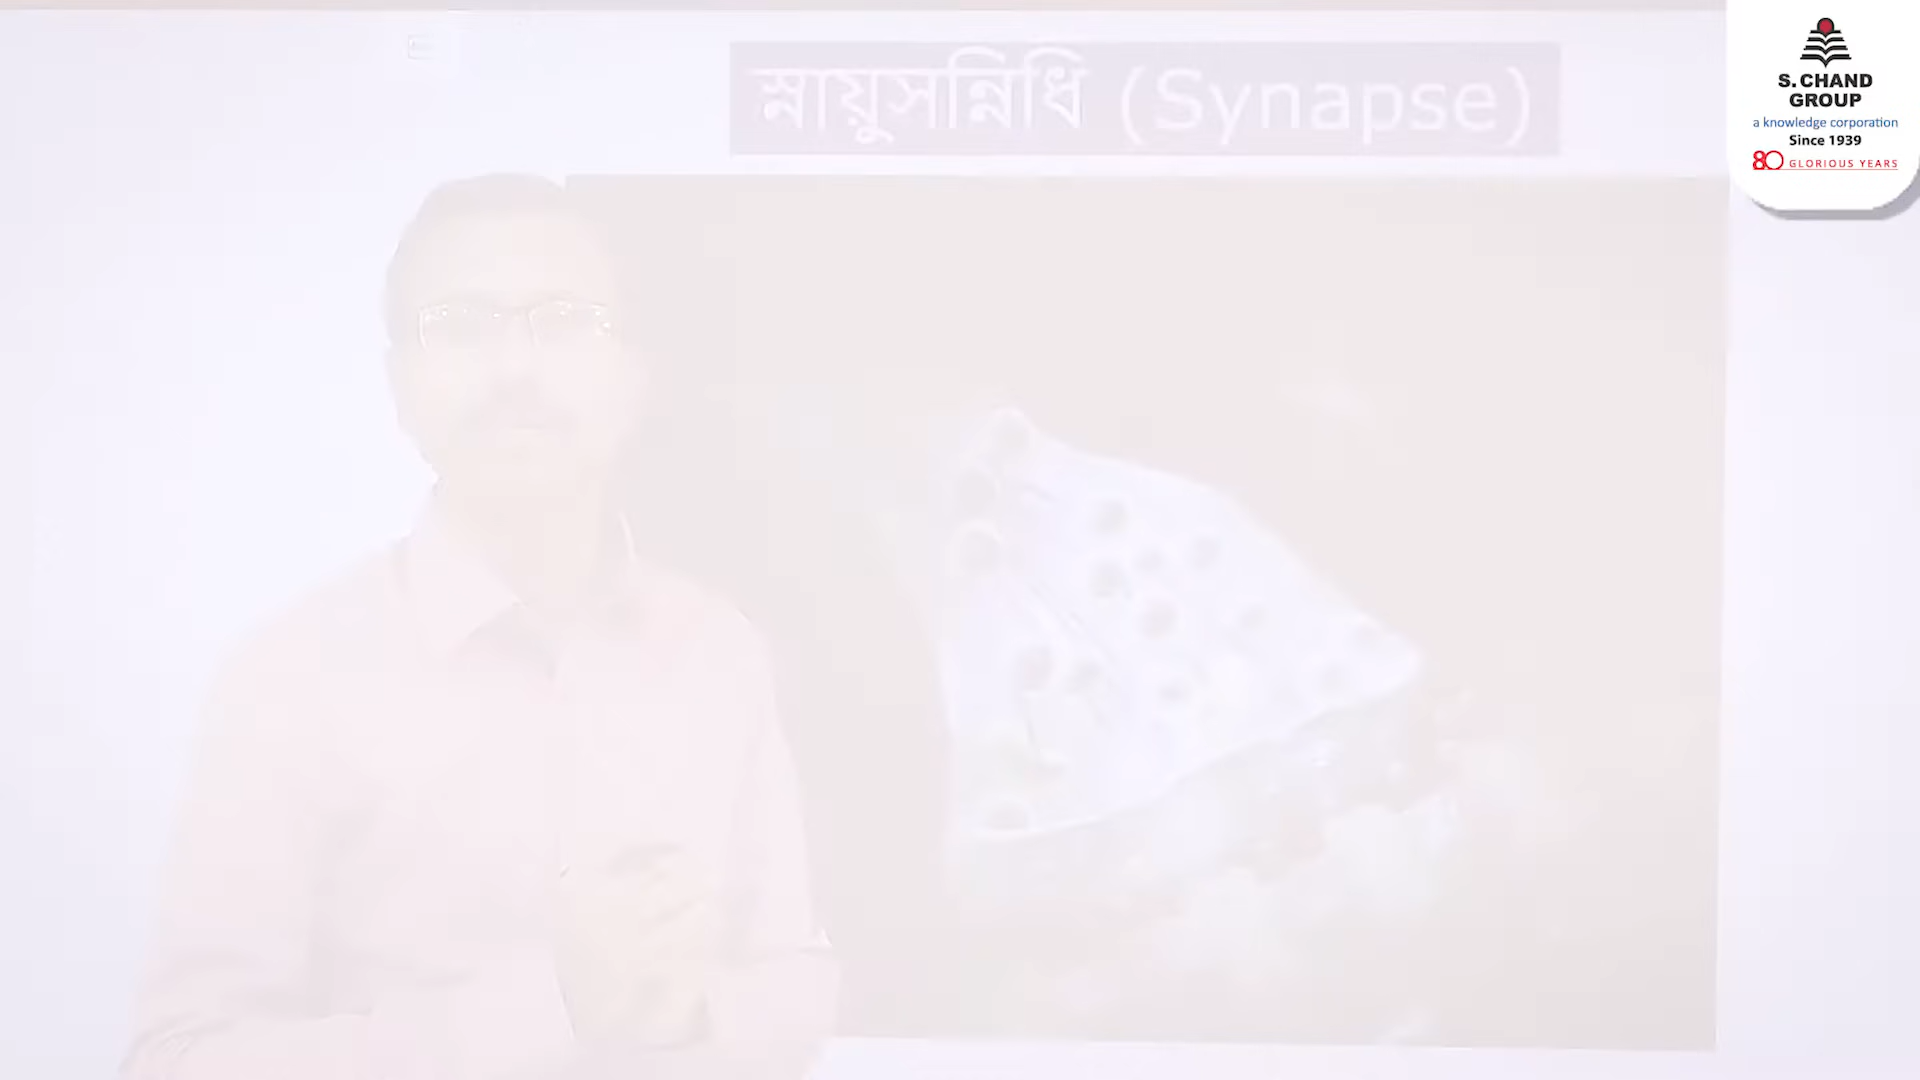 স্নায়ুসন্নিধি (Synapse)
S. CHAND
GROUP
a knowledge corporation
Since 1939
80 GLORIOUS YEARS